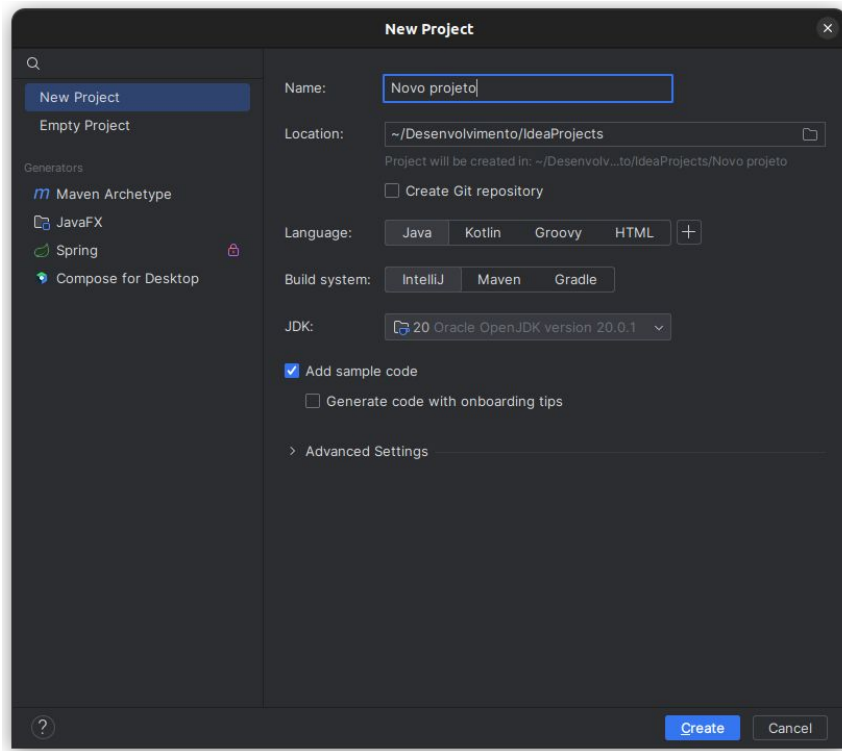 New Project
New Project
Empty Project
Generators
Maven Archetype
JavaFX
Spring
Compose for Desktop
Name: Novo projeto
Location: ~/Desenvolvimento/IdeaProjects
Project will be created in: ~/Desenvolv...to/IdeaProjects/Novo projeto
Create Git repository
Language: Java Kotlin Groovy HTML +
Build system: IntelliJ Maven Gradle
JDK: 20 Oracle OpenJDK version 20.0.1
Add sample code
Generate code with onboarding tips
Advanced Settings
? Create Cancel